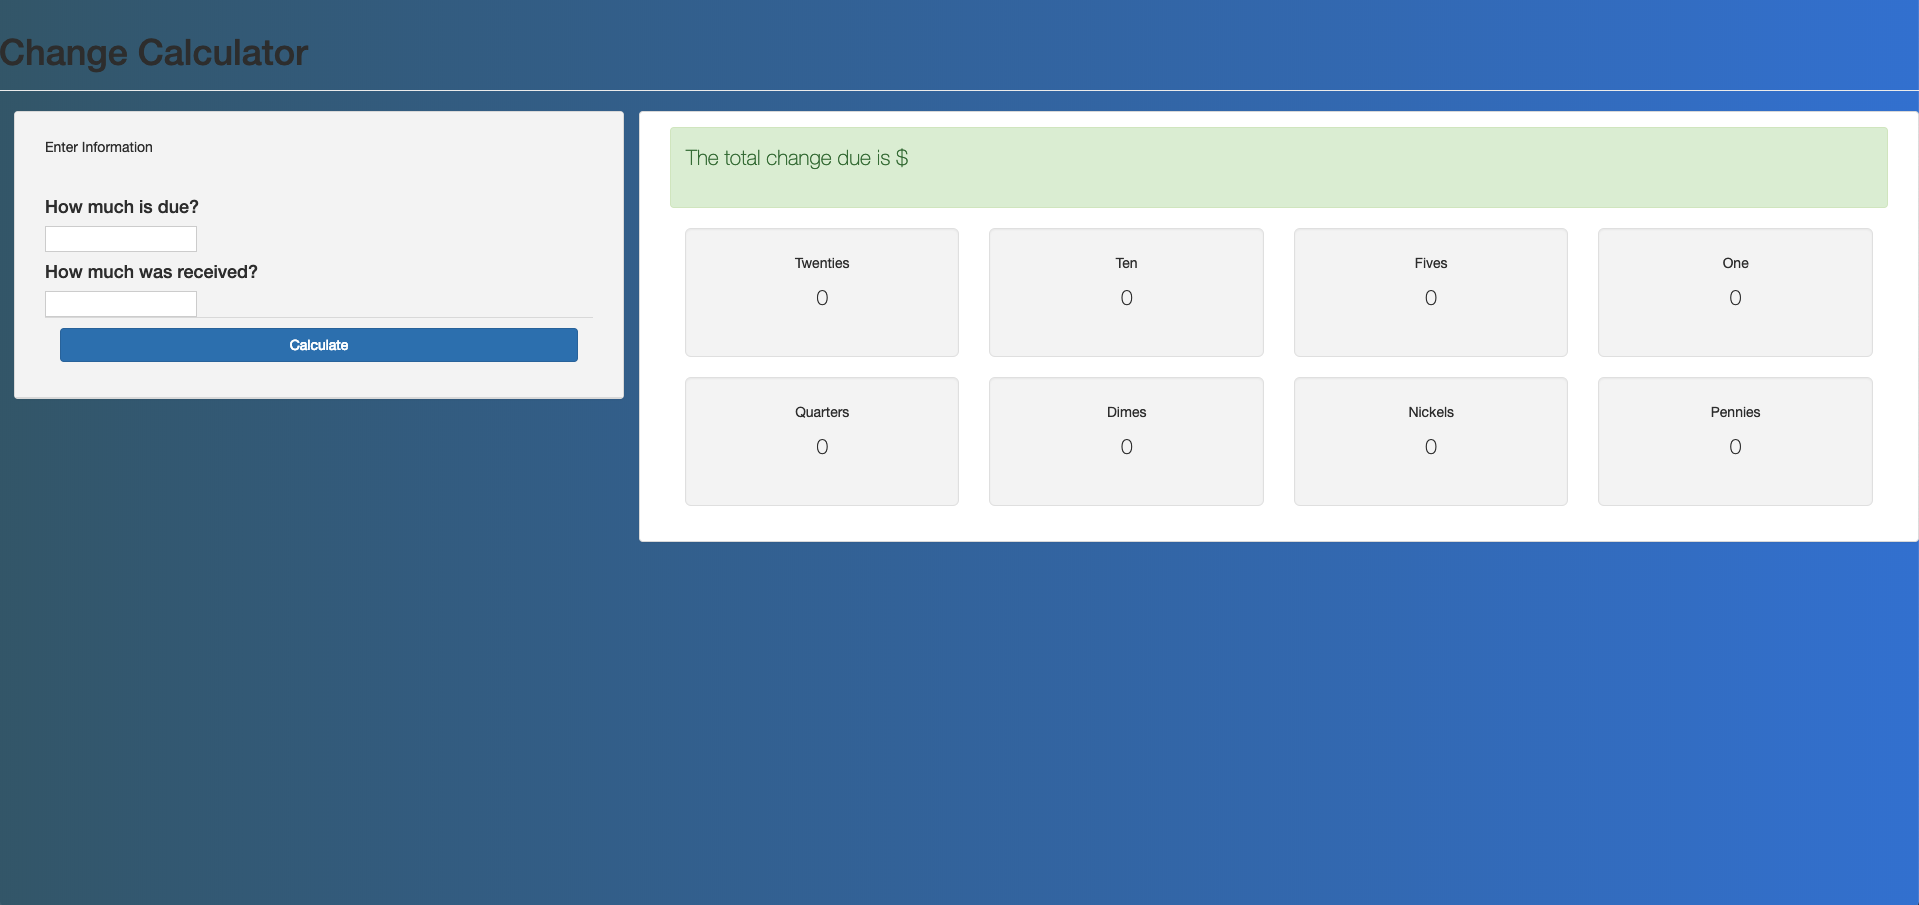 Change Calculator
Enter Information
How much is due?
How much was received?
Calculate
The total change due is $
Twenties
Ten
Fives
One
0
0
0
0
Quarters
Dimes
Nickels
Pennies
0
0
0
0